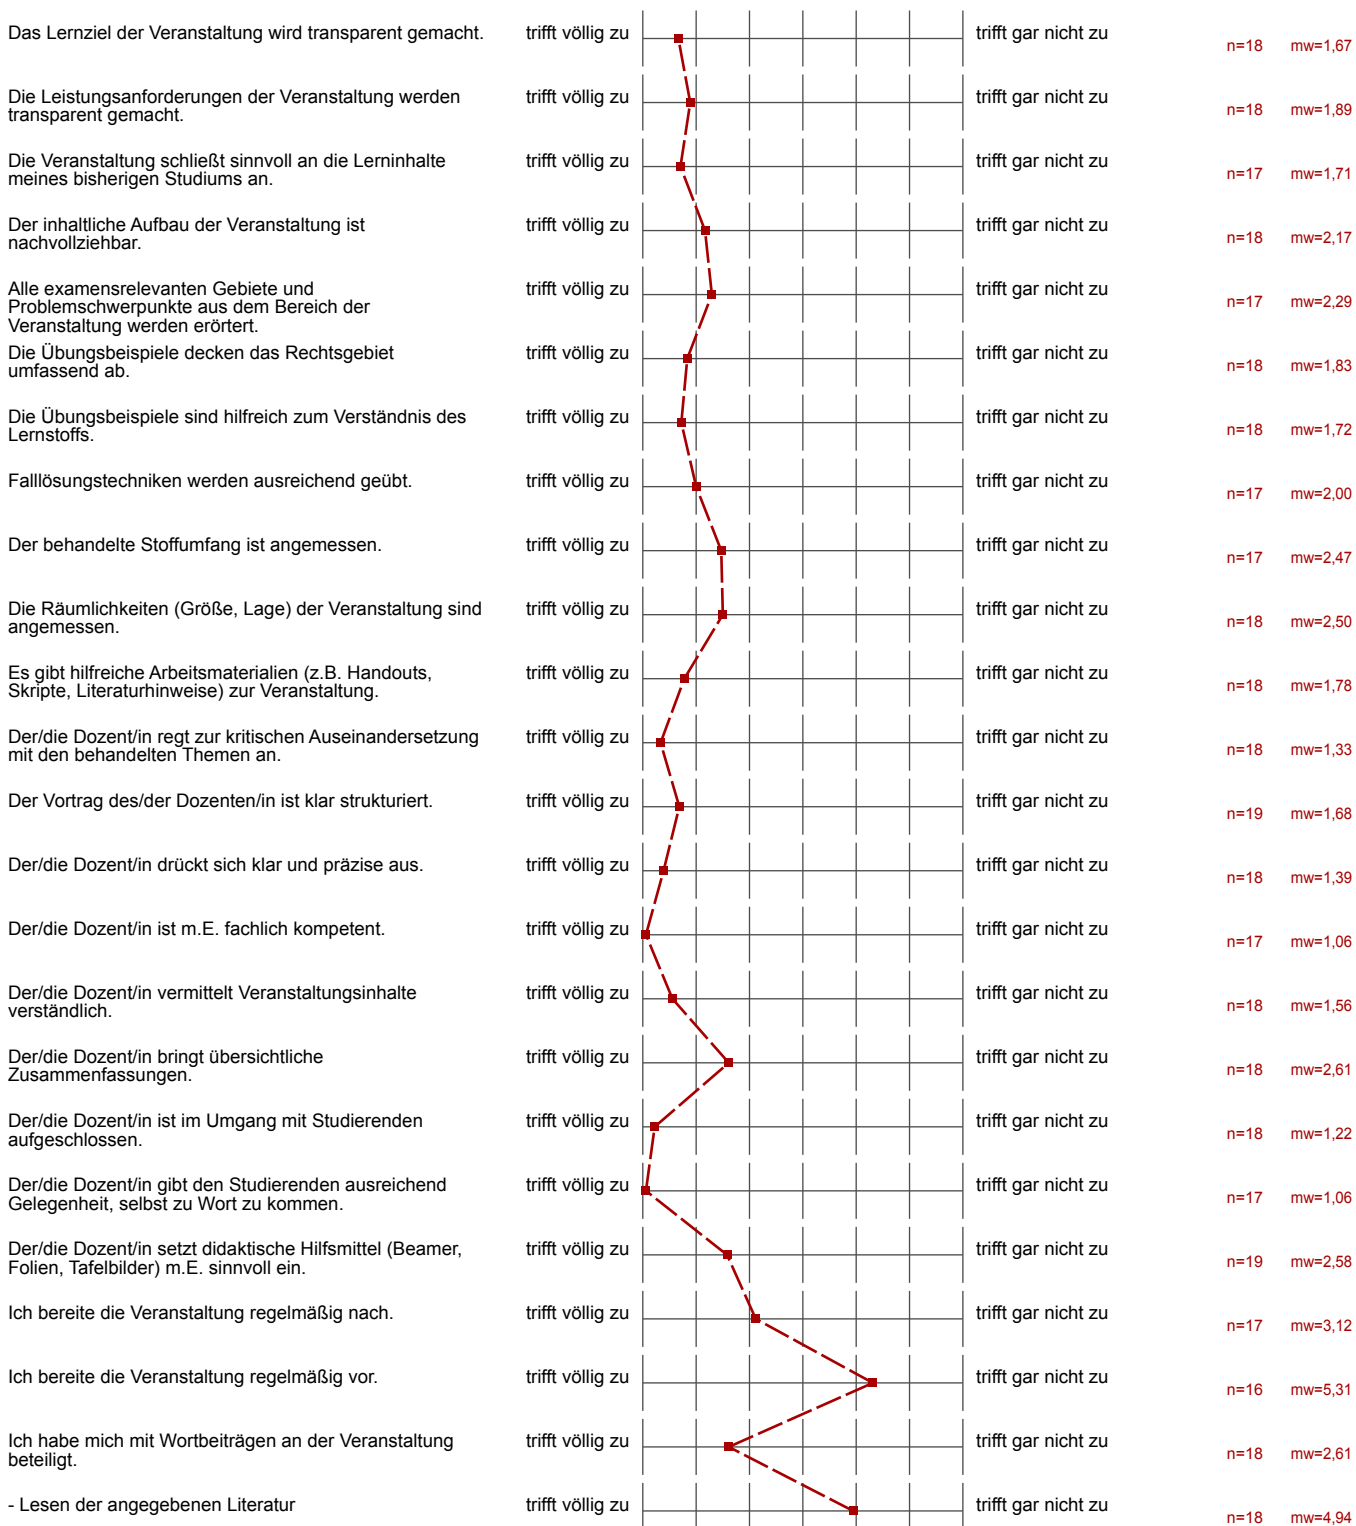 Das Lernziel der Veranstaltung wird transparent gemacht. trifft völlig zu trifft gar nicht zu n=18 mw=1,67
Die Leistungsanforderungen der Veranstaltung werden
transparent gemacht. trifft völlig zu trifft gar nicht zu n=18 mw=1,89
Die Veranstaltung schließt sinnvoll an die Lerninhalte
meines bisherigen Studiums an. trifft völlig zu trifft gar nicht zu n=17 mw=1,71
Der inhaltliche Aufbau der Veranstaltung ist
nachvollziehbar. trifft völlig zu trifft gar nicht zu n=18 mw=2,17
Alle examensrelevanten Gebiete und
Problemschwerpunkte aus dem Bereich der
Veranstaltung werden erörtert. trifft völlig zu trifft gar nicht zu n=17 mw=2,29
Die Übungsbeispiele decken das Rechtsgebiet
umfassend ab. trifft völlig zu trifft gar nicht zu n=18 mw=1,83
Die Übungsbeispiele sind hilfreich zum Verständnis des
Lernstoffs. trifft völlig zu trifft gar nicht zu n=18 mw=1,72
Falllösungstechniken werden ausreichend geübt. trifft völlig zu trifft gar nicht zu n=17 mw=2,00
Der behandelte Stoffumfang ist angemessen. trifft völlig zu trifft gar nicht zu n=17 mw=2,47
Die Räumlichkeiten (Größe, Lage) der Veranstaltung sind
angemessen. trifft völlig zu trifft gar nicht zu n=18 mw=2,50
Es gibt hilfreiche Arbeitsmaterialien (z.B. Handouts,
Skripte, Literaturhinweise) zur Veranstaltung. trifft völlig zu trifft gar nicht zu n=18 mw=1,78
Der/die Dozent/in regt zur kritischen Auseinandersetzung
mit den behandelten Themen an. trifft völlig zu trifft gar nicht zu n=18 mw=1,33
Der Vortrag des/der Dozenten/in ist klar strukturiert. trifft völlig zu trifft gar nicht zu n=19 mw=1,68
Der/die Dozent/in drückt sich klar und präzise aus. trifft völlig zu trifft gar nicht zu n=18 mw=1,39
Der/die Dozent/in ist m.E. fachlich kompetent. trifft völlig zu trifft gar nicht zu n=17 mw=1,06
Der/die Dozent/in vermittelt Veranstaltungsinhalte
verständlich. trifft völlig zu trifft gar nicht zu n=18 mw=1,56
Der/die Dozent/in bringt übersichtliche
Zusammenfassungen. trifft völlig zu trifft gar nicht zu n=18 mw=2,61
Der/die Dozent/in ist im Umgang mit Studierenden
aufgeschlossen. trifft völlig zu trifft gar nicht zu n=18 mw=1,22
Der/die Dozent/in gibt den Studierenden ausreichend
Gelegenheit, selbst zu Wort zu kommen. trifft völlig zu trifft gar nicht zu n=17 mw=1,06
Der/die Dozent/in setzt didaktische Hilfsmittel (Beamer,
Folien, Tafelbilder) m.E. sinnvoll ein. trifft völlig zu trifft gar nicht zu n=19 mw=2,58
Ich bereite die Veranstaltung regelmäßig nach. trifft völlig zu trifft gar nicht zu n=17 mw=3,12
Ich bereite die Veranstaltung regelmäßig vor. trifft völlig zu trifft gar nicht zu n=16 mw=5,31
Ich habe mich mit Wortbeiträgen an der Veranstaltung
beteiligt. trifft völlig zu trifft gar nicht zu n=18 mw=2,61
- Lesen der angegebenen Literatur trifft völlig zu trifft gar nicht zu n=18 mw=4,94